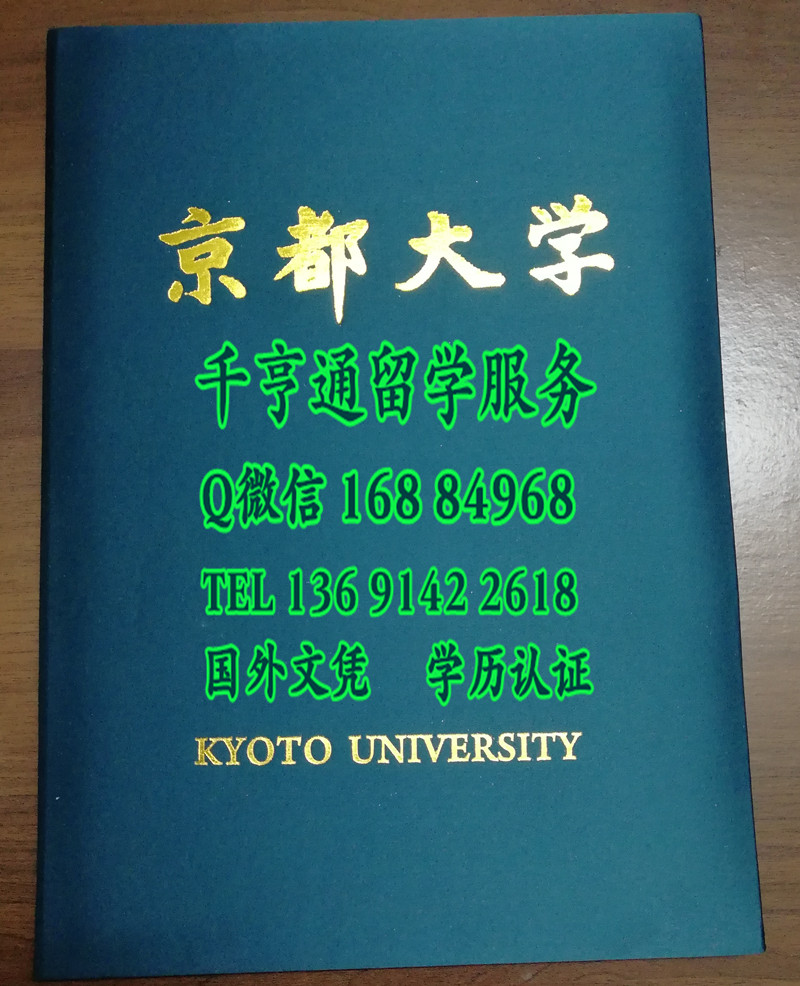 京都大学
千亨通留学服务
Q微信 168 84968
TEL 136 9142 2618
国外文凭 学历认证
KYOTO UNIVERSITY